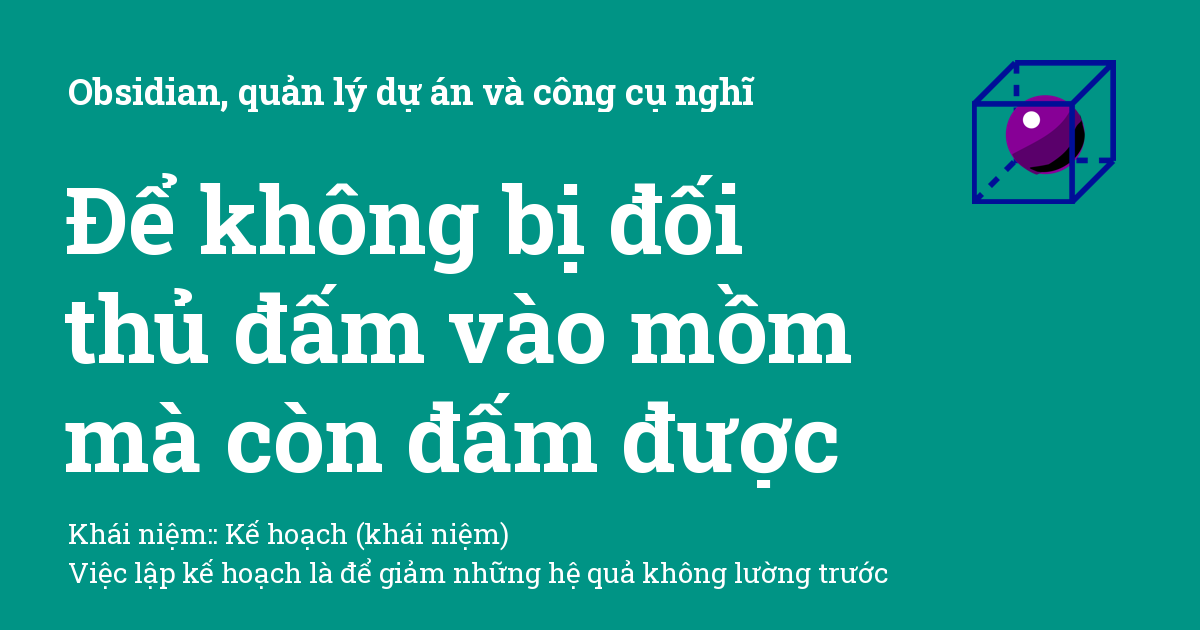 Obsidian, quản lý dự án và công cụ nghĩ
Để không bị đối
thủ đấm vào mồm
mà còn đấm được
Khái niệm:: Kế hoạch (khái niệm)
Việc lập kế hoạch là để giảm những hệ quả không lường trước